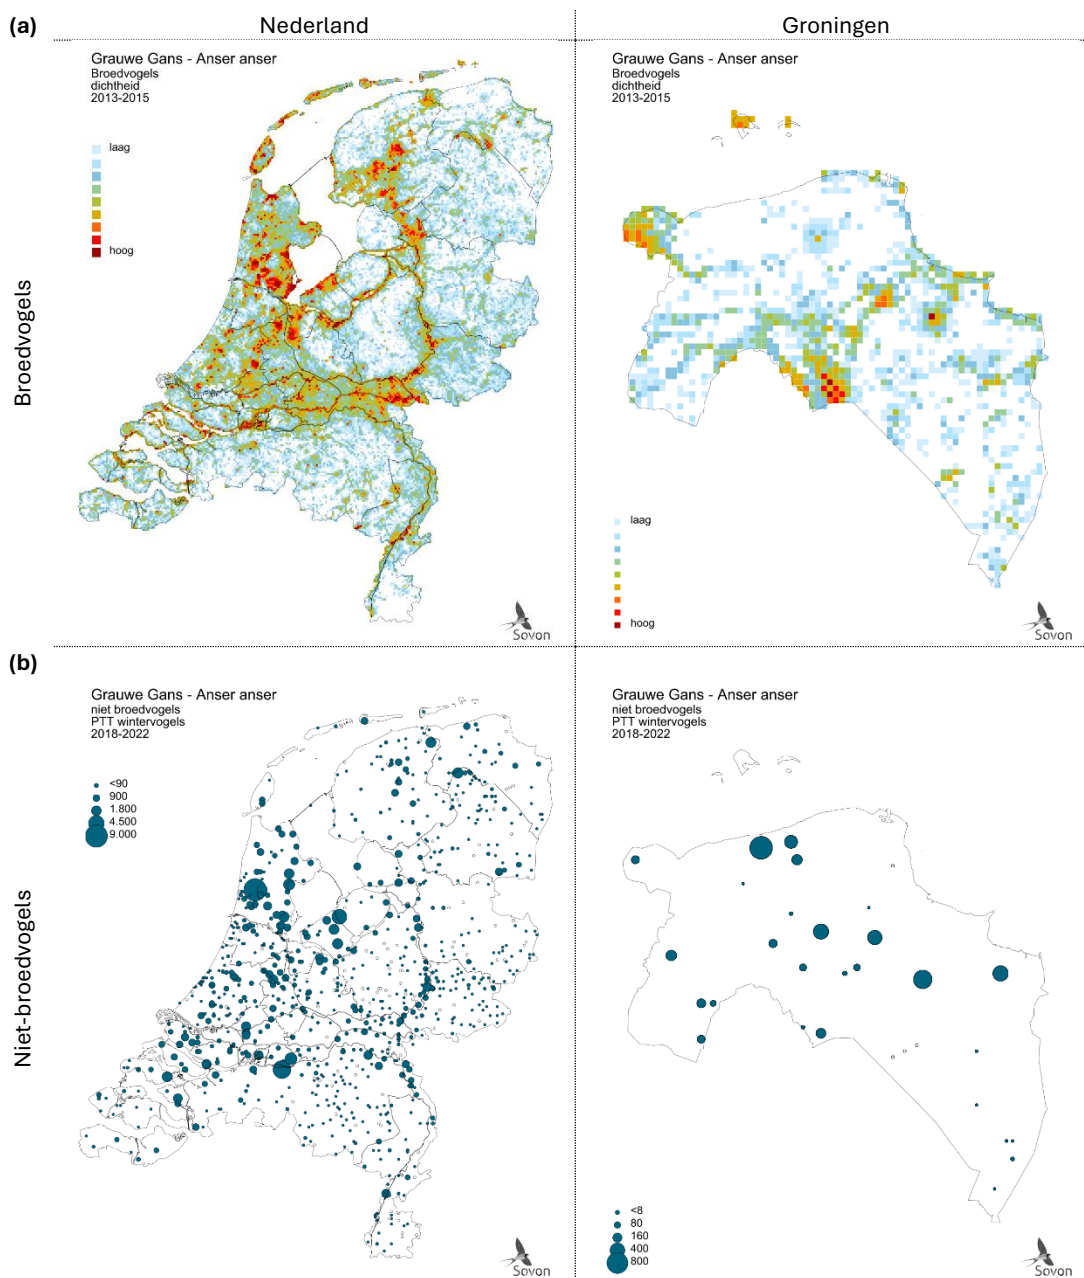 (a)
Nederland
Groningen
Broedvogels
Grauwe Gans - Anser anser
Broedvogels
dichtheid
2013-2015
laag
hoog
Sovon
Grauwe Gans - Anser anser
Broedvogels
dichtheid
2013-2015
laag
hoog
Sovon
(b)
Niet-broedvogels
Grauwe Gans - Anser anser
niet broedvogels
PTT wintervogels
2018-2022
<90
900
1.800
4.500
9.000
Sovon
Grauwe Gans - Anser anser
niet broedvogels
PTT wintervogels
2018-2022
<8
80
160
400
800
Sovon